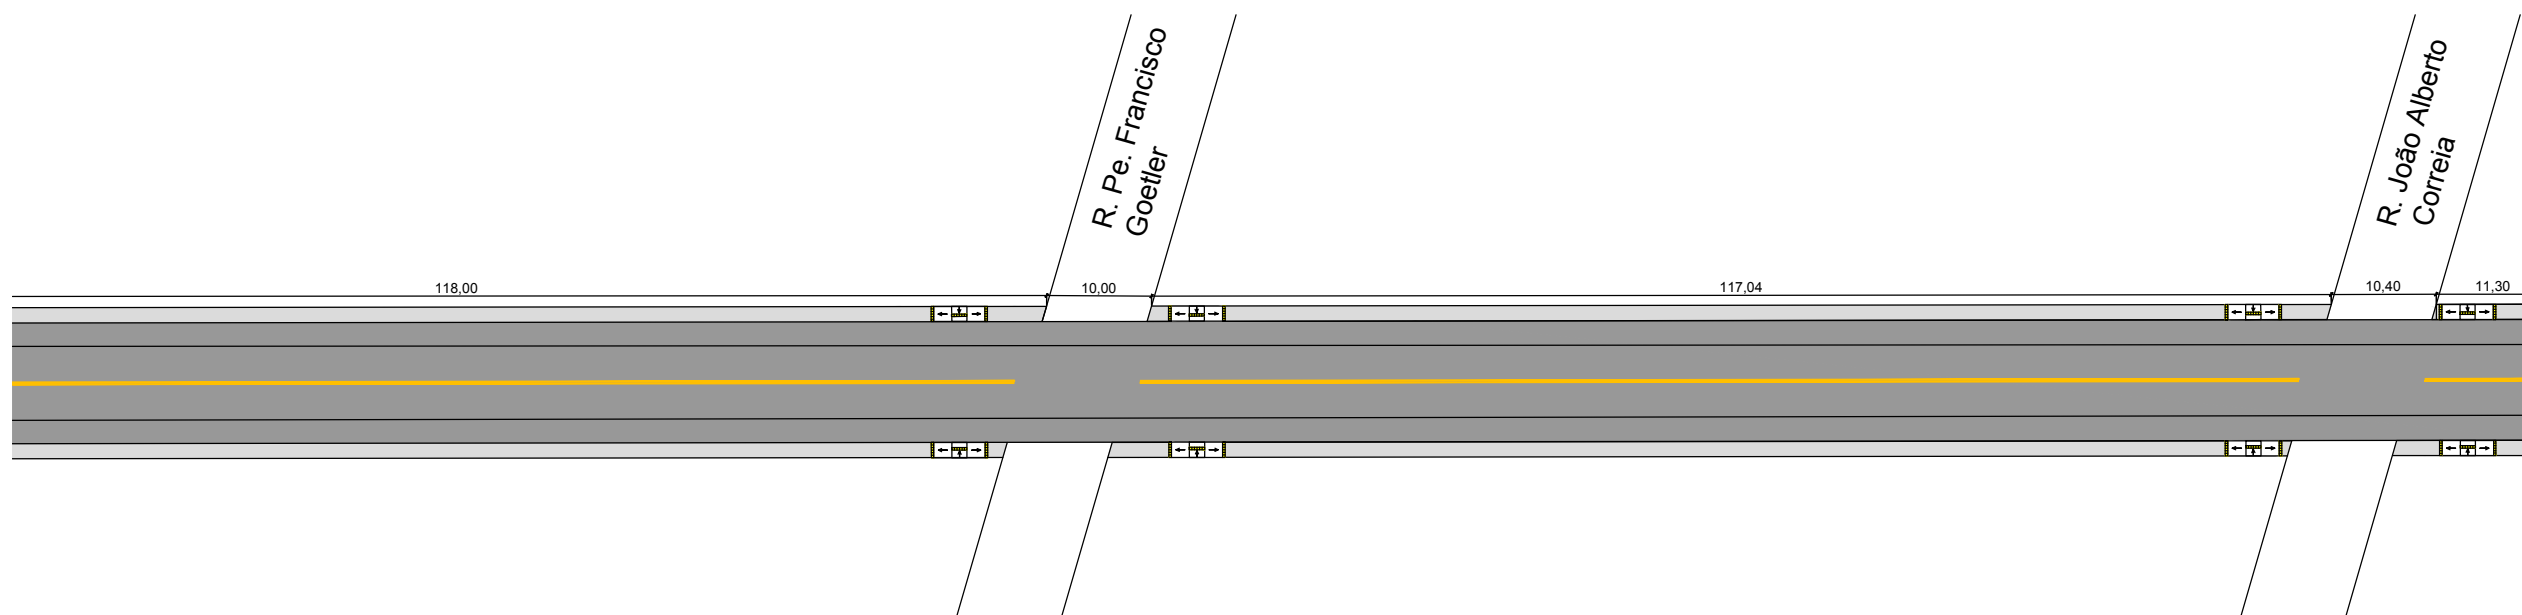 R. Pe. Francisco
Goetler
R. João Alberto
Correia
118,00
10,00
117,04
10,40
11,30